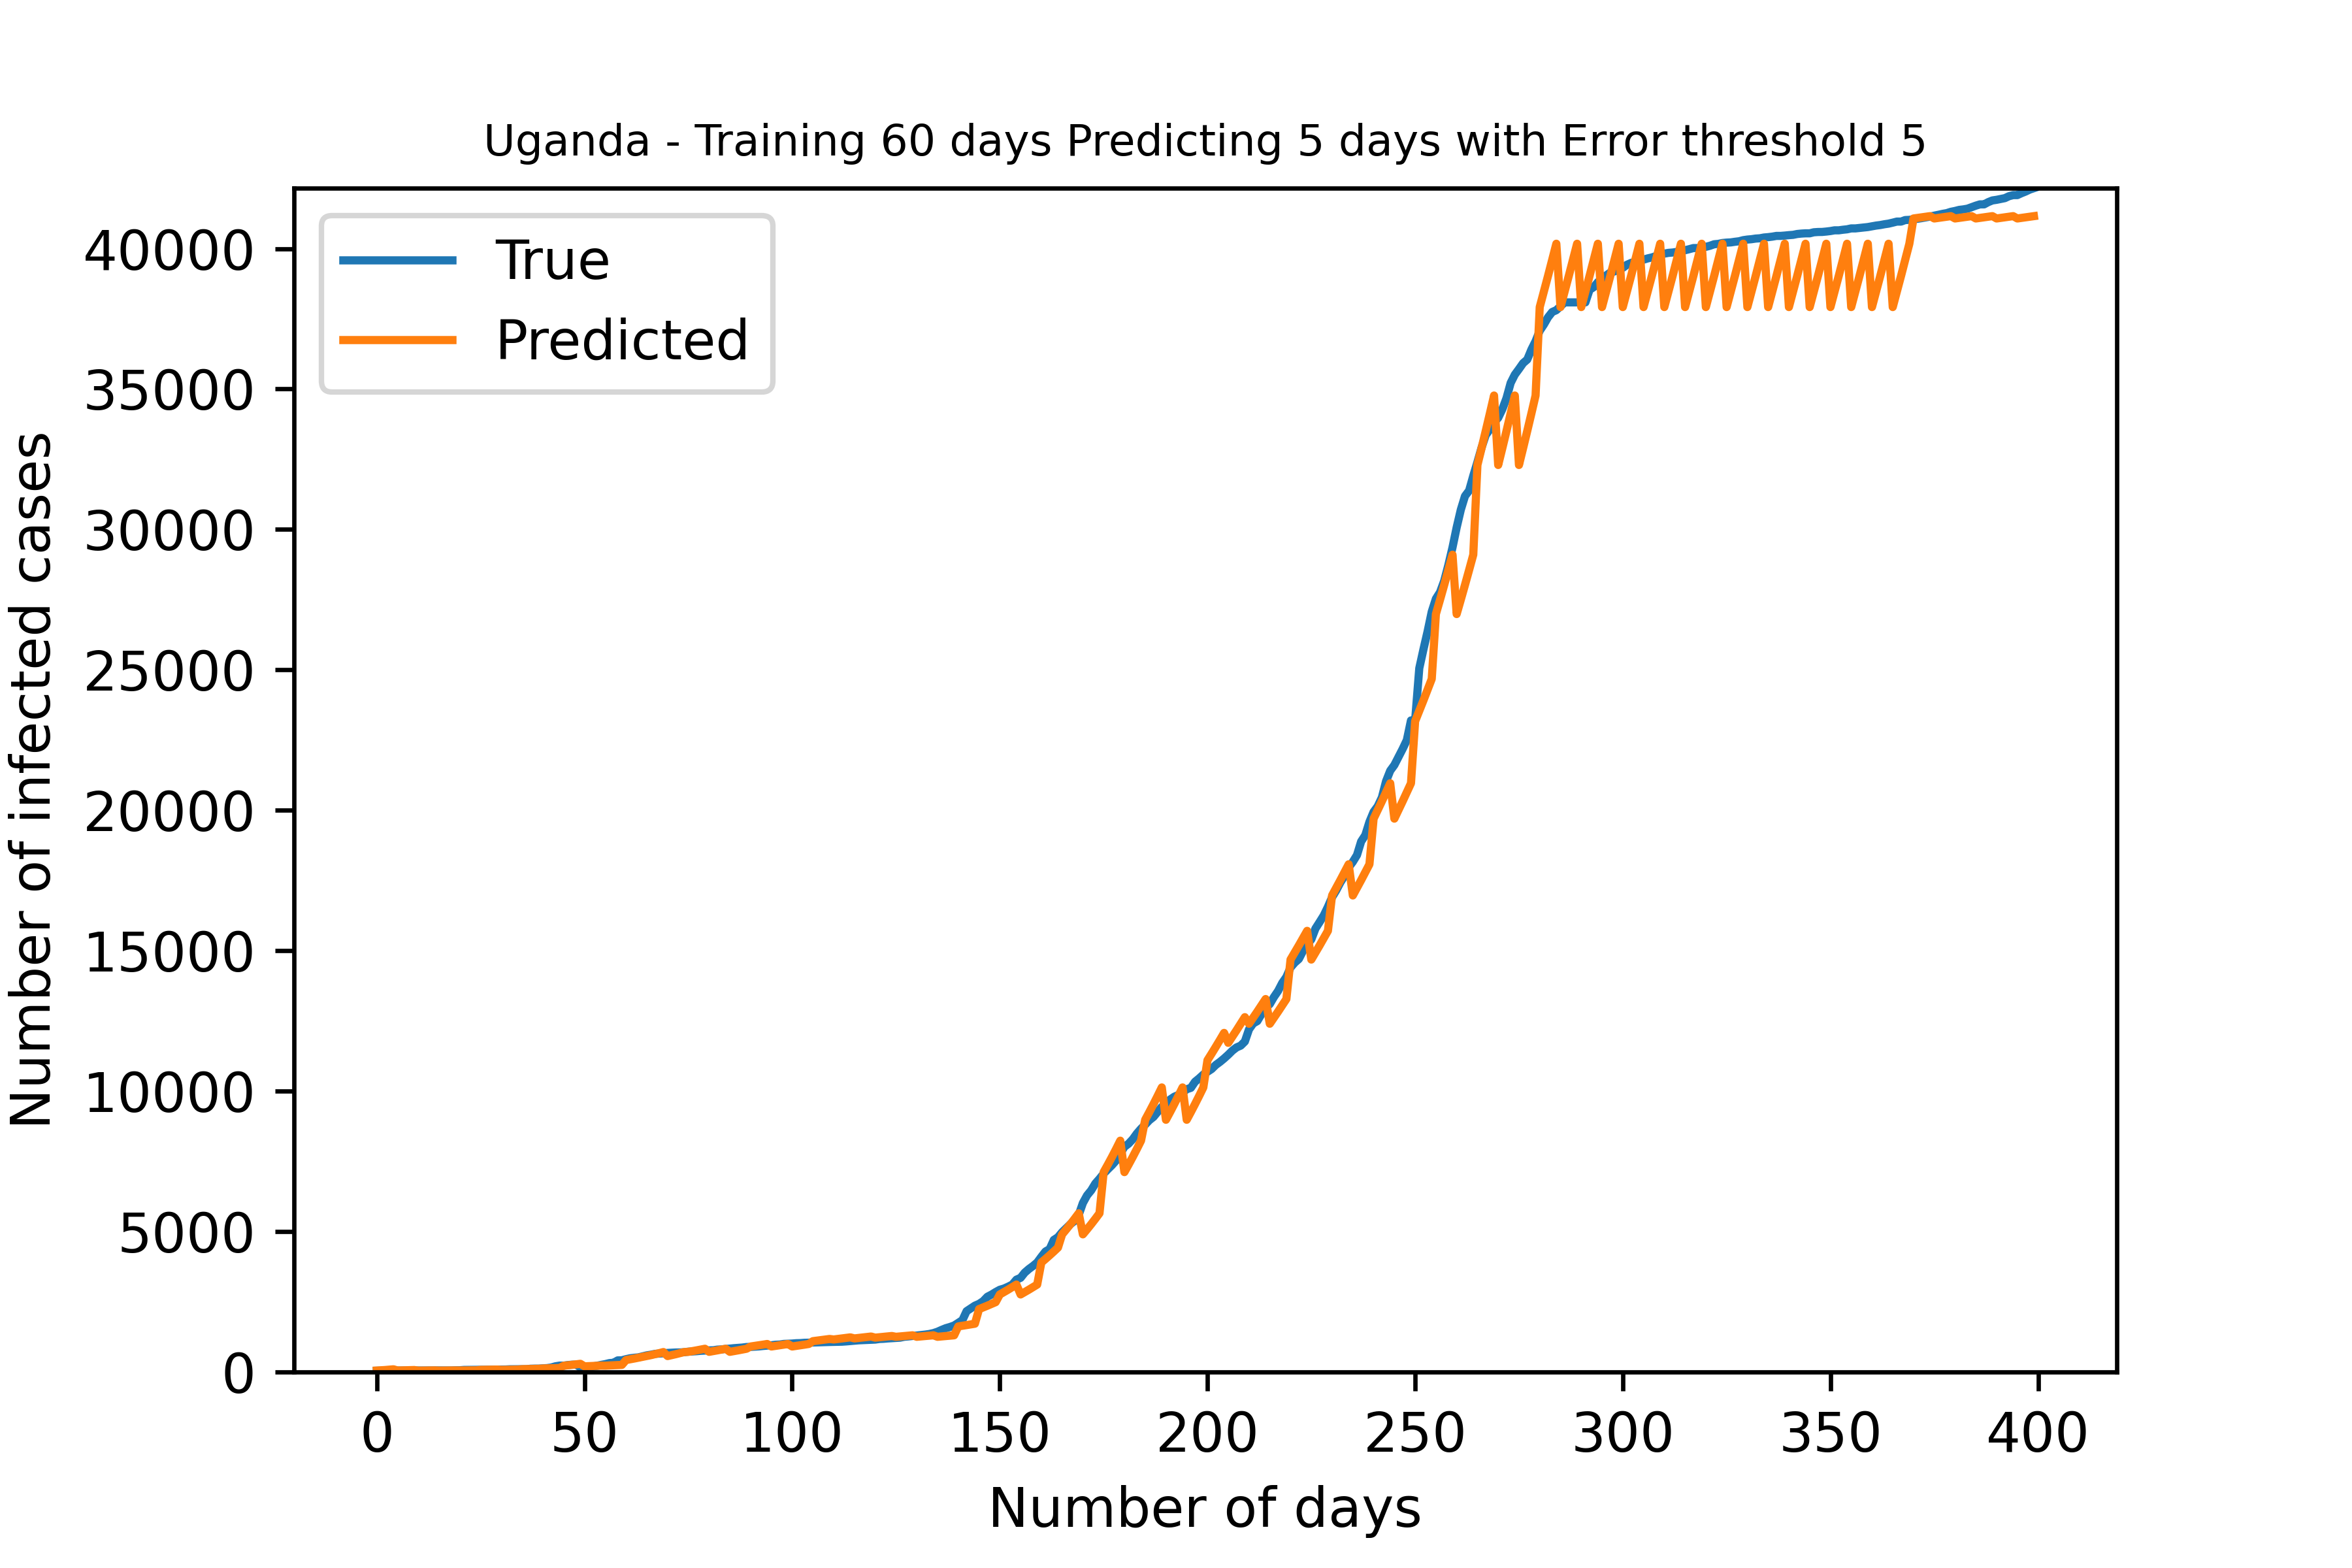 Uganda - Training 60 days Predicting 5 days with Error threshold 5
True
Predicted
40000
35000
30000
25000
20000
15000
10000
5000
0
Number of infected cases
0 50 100 150 200 250 300 350 400
Number of days